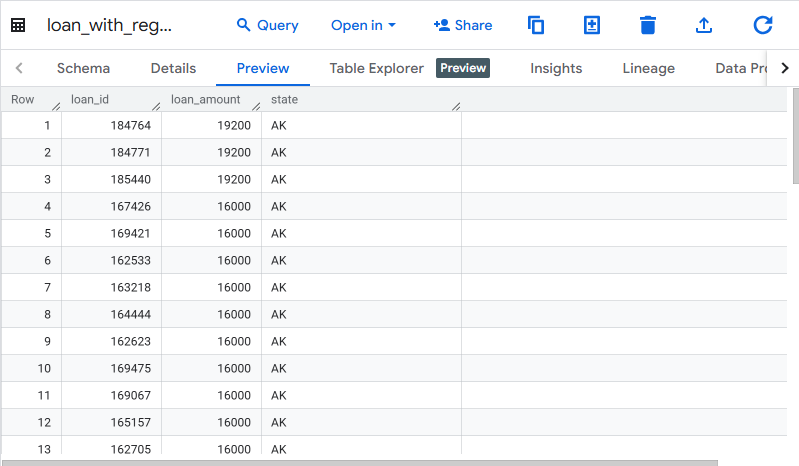 loan_with_reg... Query Open in Share
Schema Details Preview Table Explorer Preview Insights Lineage Data Pro
Row loan_id loan_amount state
1 184764 19200 AK
2 184771 19200 AK
3 185440 19200 AK
4 167426 16000 AK
5 169421 16000 AK
6 162533 16000 AK
7 163218 16000 AK
8 164444 16000 AK
9 162623 16000 AK
10 169475 16000 AK
11 169067 16000 AK
12 165157 16000 AK
13 162705 16000 AK